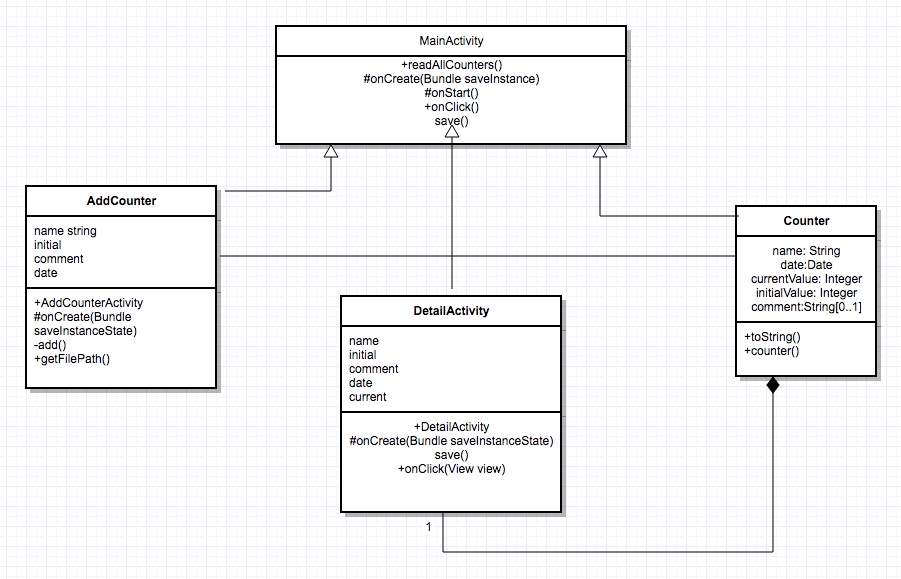 MainActivity
+readAllCounters()
#onCreate(Bundle saveInstance)
#onStart()
+onClick()
save()
AddCounter
name string
initial
comment
date
+AddCounterActivity
#onCreate(Bundle
saveInstanceState)
-add()
+getFilePath()
Counter
name: String
date:Date
currentValue: Integer
initialValue: Integer
comment:String[0..1]
+toString()
+counter()
DetailActivity
name
initial
comment
date
current
+DetailActivity
#onCreate(Bundle saveInstanceState)
save()
+onClick(View view)
1